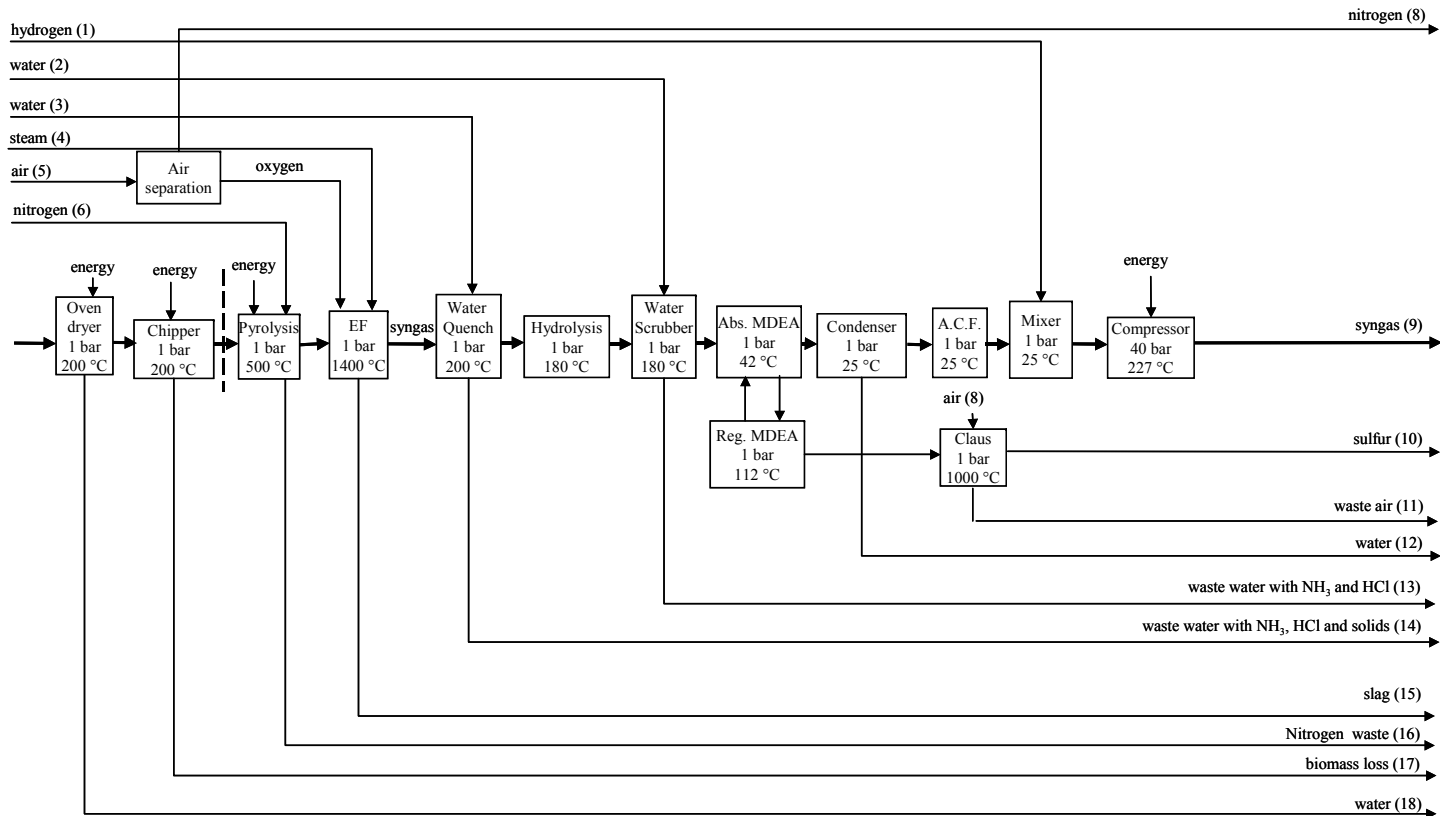 nitrogen (8)
hydrogen (1)
water (2)
water (3)
steam (4)
air (5)
Air
separation
oxygen
nitrogen (6)
energy
energy
energy
energy
Oven
dryer
1 bar
200 °C
Chipper
1 bar
200 °C
Pyrolysis
1 bar
500 °C
EF
1 bar
1400 °C
syngas
Water
Quench
1 bar
200 °C
Hydrolysis
1 bar
180 °C
Water
Scrubber
1 bar
180 °C
Abs. MDEA
1 bar
42 °C
Condenser
1 bar
25 °C
A.C.F.
1 bar
25 °C
Mixer
1 bar
25 °C
Compressor
40 bar
227 °C
syngas (9)
Reg. MDEA
1 bar
112 °C
air (8)
Claus
1 bar
1000 °C
sulfur (10)
waste air (11)
water (12)
waste water with NH3 and HCl (13)
waste water with NH3, HCl and solids (14)
slag (15)
Nitrogen waste (16)
biomass loss (17)
water (18)